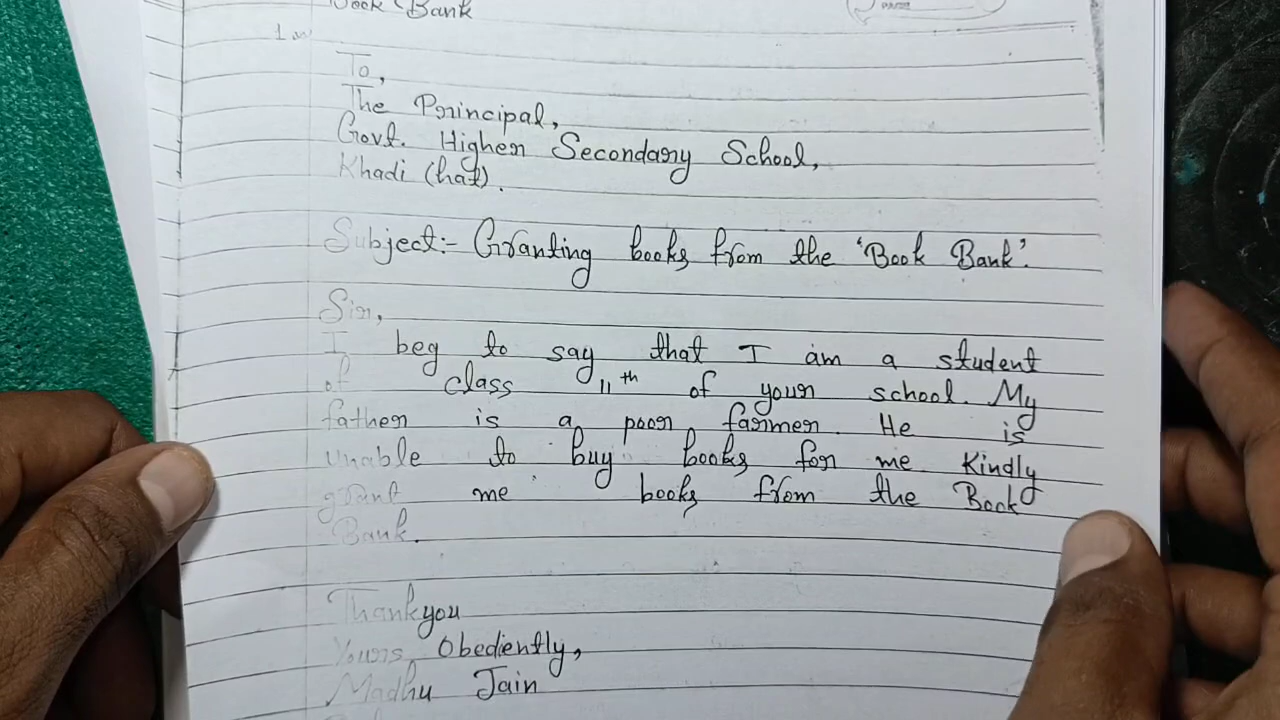 Book Bank
To,
The Principal,
Govt. Higher Secondary School,
Khadi (hat).
Subject:- Granting books from the 'Book Bank'.
Sir,
I beg to say that I am a student
of class 11th of your school. My
father is a poor farmer. He is
unable to buy books for me Kindly
grant me books from the Book
Bank.
Thankyou
Yours Obediently,
Madhu Jain